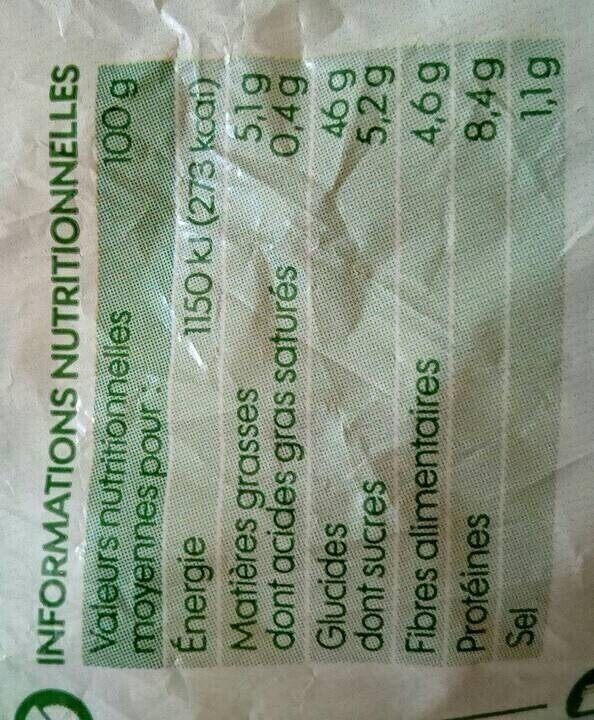 INFORMATIONS NUTRITIONNELLES
Valeurs nutritionnelles
moyennes pour : 100 g
Énergie 1150 kJ (273 kcal)
Matières grasses 5,1 g
dont acides gras saturés 0,4 g
Glucides 46 g
dont sucres 5,2 g
Fibres alimentaires 4,6 g
Protéines 8,4 g
Sel 1,1 g